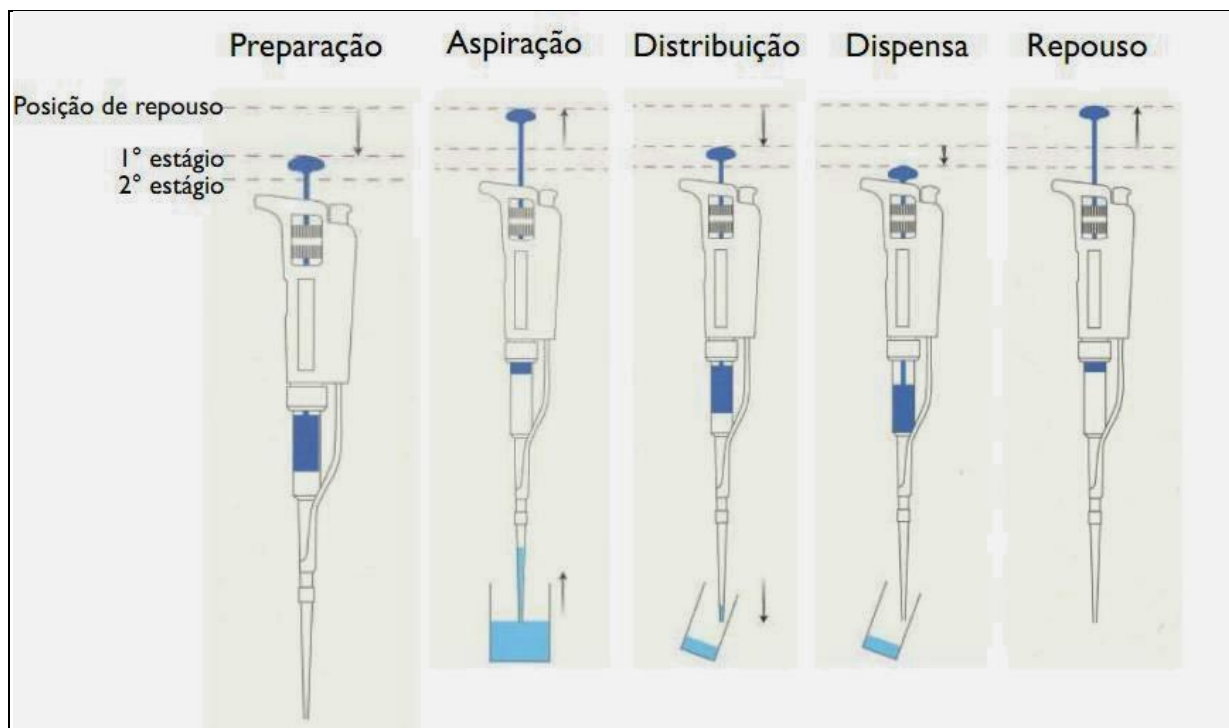 Preparação
Aspiração
Distribuição
Dispensa
Repouso
Posição de repouso
1° estágio
2° estágio